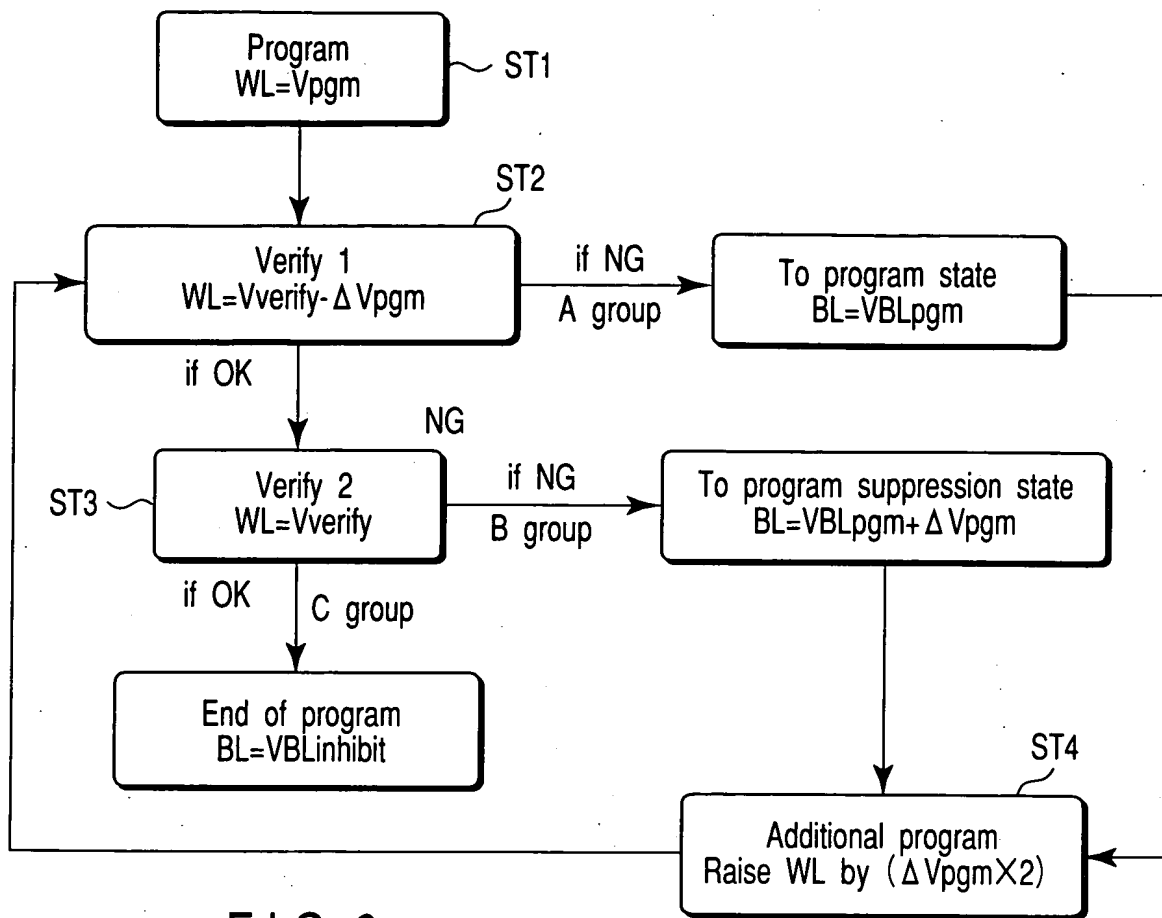 Program
WL=Vpgm
ST1
ST2
Verify 1
WL=Vverify-ΔVpgm
if NG
A group
To program state
BL=VBLpgm
if OK
NG
ST3
Verify 2
WL=Vverify
if NG
B group
To program suppression state
BL=VBLpgm+ΔVpgm
if OK
C group
End of program
BL=VBLinhibit
ST4
Additional program
Raise WL by (ΔVpgm×2)